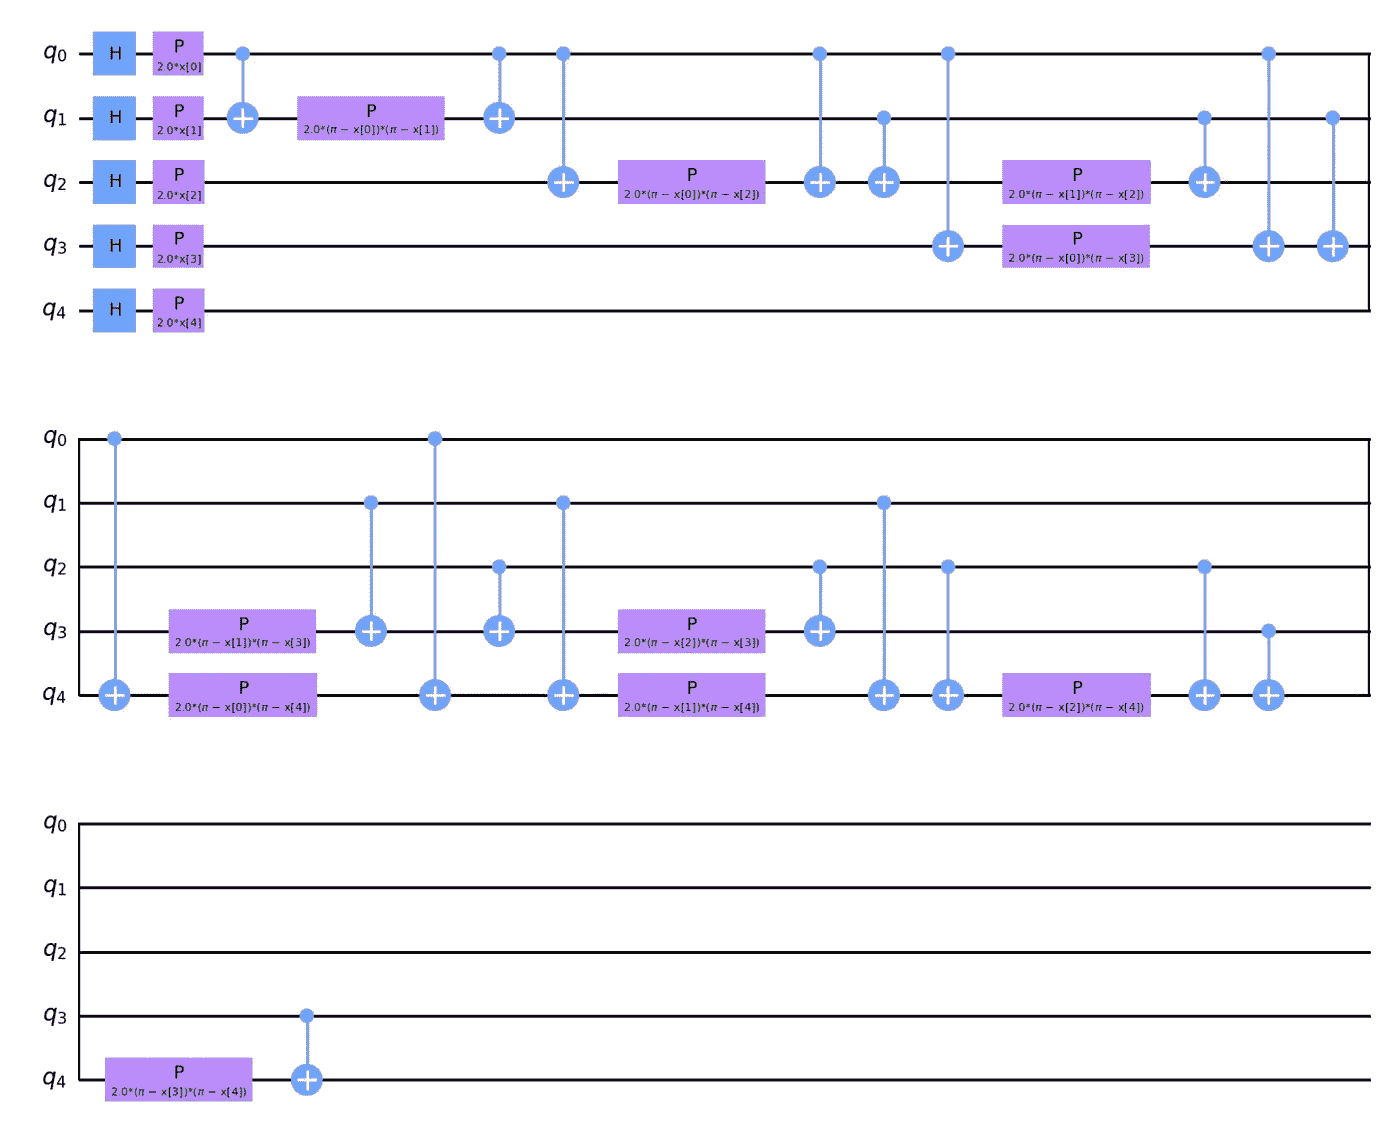 q0 H P 2.0*x[0]
q1 H P 2.0*x[1] P 2.0*(π − x[0])*(π − x[1])
q2 H P 2.0*x[2] P 2.0*(π − x[0])*(π − x[2]) P 2.0*(π − x[1])*(π − x[2])
q3 H P 2.0*x[3] P 2.0*(π − x[0])*(π − x[3])
q4 H P 2.0*x[4]
q0
q1
q2
q3 P 2.0*(π − x[1])*(π − x[3]) P 2.0*(π − x[2])*(π − x[3])
q4 P 2.0*(π − x[0])*(π − x[4]) P 2.0*(π − x[1])*(π − x[4]) P 2.0*(π − x[2])*(π − x[4])
q0
q1
q2
q3
q4 P 2.0*(π − x[3])*(π − x[4])